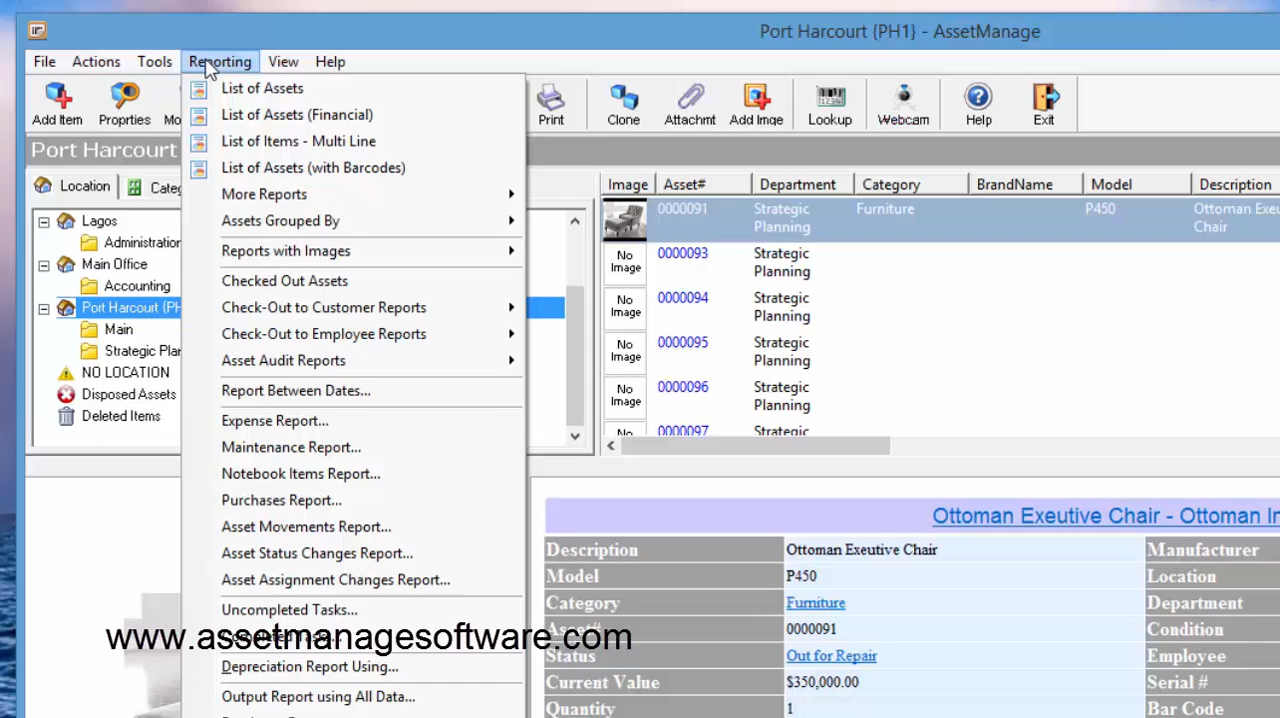 Port Harcourt {PH1} - AssetManage
File Actions Tools Reporting View Help
Add Item Proprties Mo Print Clone Attachmt Add Imge Lookup Webcam Help Exit
Port Harcourt
Location Categ
Lagos
Administration
Main Office
Accounting
Port Harcourt (PH
Main
Strategic Plar
NO LOCATION
Disposed Assets
Deleted Items
List of Assets
List of Assets (Financial)
List of Items - Multi Line
List of Assets (with Barcodes)
More Reports
Assets Grouped By
Reports with Images
Checked Out Assets
Check-Out to Customer Reports
Check-Out to Employee Reports
Asset Audit Reports
Report Between Dates...
Expense Report...
Maintenance Report...
Notebook Items Report...
Purchases Report...
Asset Movements Report...
Asset Status Changes Report...
Asset Assignment Changes Report...
Uncompleted Tasks...
www.assetmanagesoftware.com
Depreciation Report Using...
Output Report using All Data...
Image Asset# Department Category BrandName Model Description
0000091 Strategic Planning Furniture P450 Ottoman Exeu Chair
No Image 0000093 Strategic Planning
No Image 0000094 Strategic Planning
No Image 0000095 Strategic Planning
No Image 0000096 Strategic Planning
No 0000097 Strategic
Ottoman Exeutive Chair - Ottoman In
Description Ottoman Exeutive Chair Manufacturer
Model P450 Location
Category Furniture Department
Asset# 0000091 Condition
Status Out for Repair Employee
Current Value $350,000.00 Serial #
Quantity 1 Bar Code